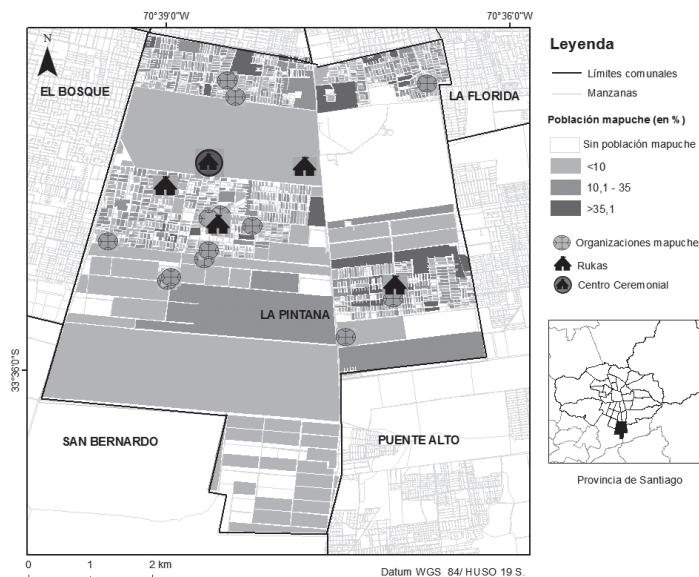 70°39'0"W
70°36'0"W
N
EL BOSQUE
LA FLORIDA
LA PINTANA
33°36'0"S
SAN BERNARDO
PUENTE ALTO
0 1 2 km
Datum WGS 84/ HUSO 19 S.
Leyenda
Límites comunales
Manzanas
Población mapuche (en %)
Sin población mapuche
<10
10,1 - 35
>35,1
Organizaciones mapuche
Rukas
Centro Ceremonial
Provincia de Santiago